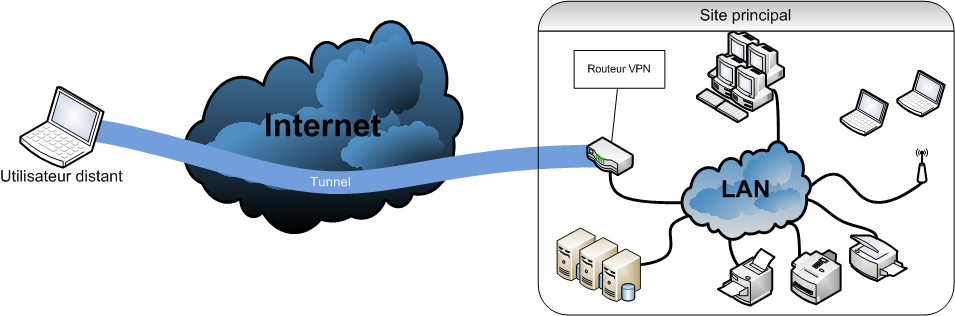 Site principal
Routeur VPN
Internet
Utilisateur distant
Tunnel
LAN